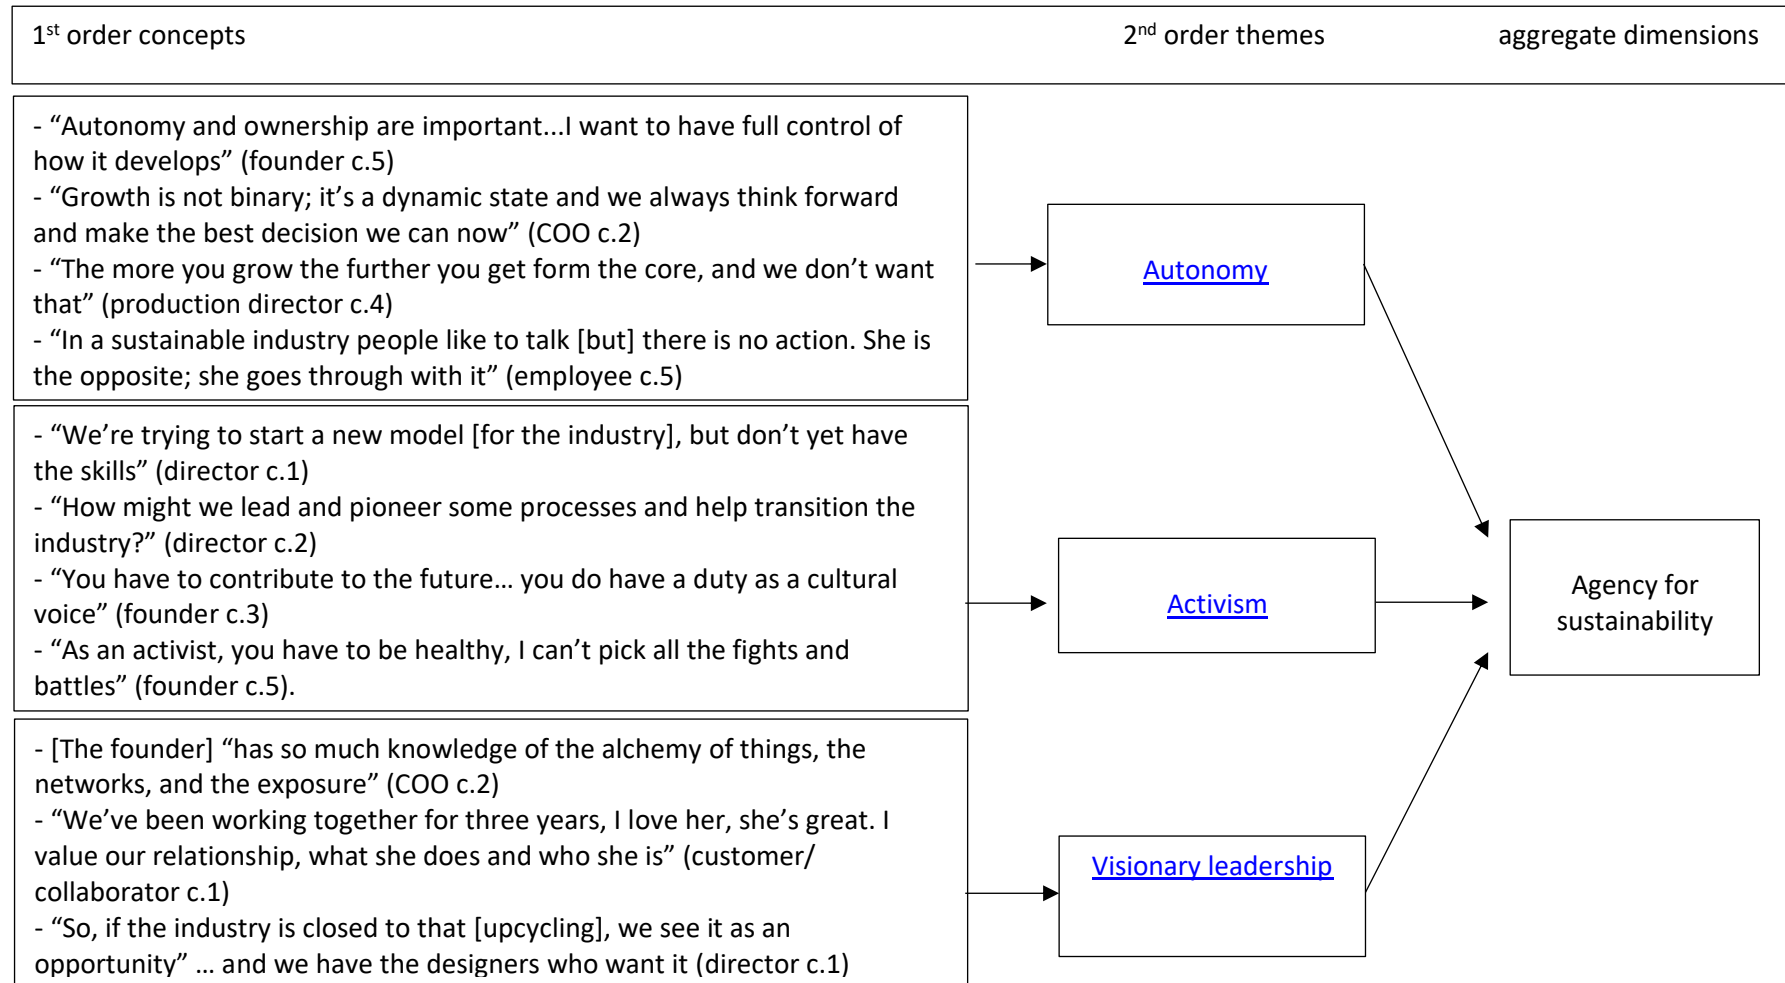 1st order concepts 2nd order themes aggregate dimensions
- “Autonomy and ownership are important...I want to have full control of
how it develops” (founder c.5)
- “Growth is not binary; it’s a dynamic state and we always think forward
and make the best decision we can now” (COO c.2)
- “The more you grow the further you get form the core, and we don’t want
that” (production director c.4)
- “In a sustainable industry people like to talk [but] there is no action. She is
the opposite; she goes through with it” (employee c.5)
Autonomy
- “We’re trying to start a new model [for the industry], but don’t yet have
the skills” (director c.1)
- “How might we lead and pioneer some processes and help transition the
industry?” (director c.2)
- “You have to contribute to the future… you do have a duty as a cultural
voice” (founder c.3)
- “As an activist, you have to be healthy, I can’t pick all the fights and
battles” (founder c.5).
Activism
Agency for
sustainability
- [The founder] “has so much knowledge of the alchemy of things, the
networks, and the exposure” (COO c.2)
- “We’ve been working together for three years, I love her, she’s great. I
value our relationship, what she does and who she is” (customer/
collaborator c.1)
- “So, if the industry is closed to that [upcycling], we see it as an
opportunity” … and we have the designers who want it (director c.1)
Visionary leadership